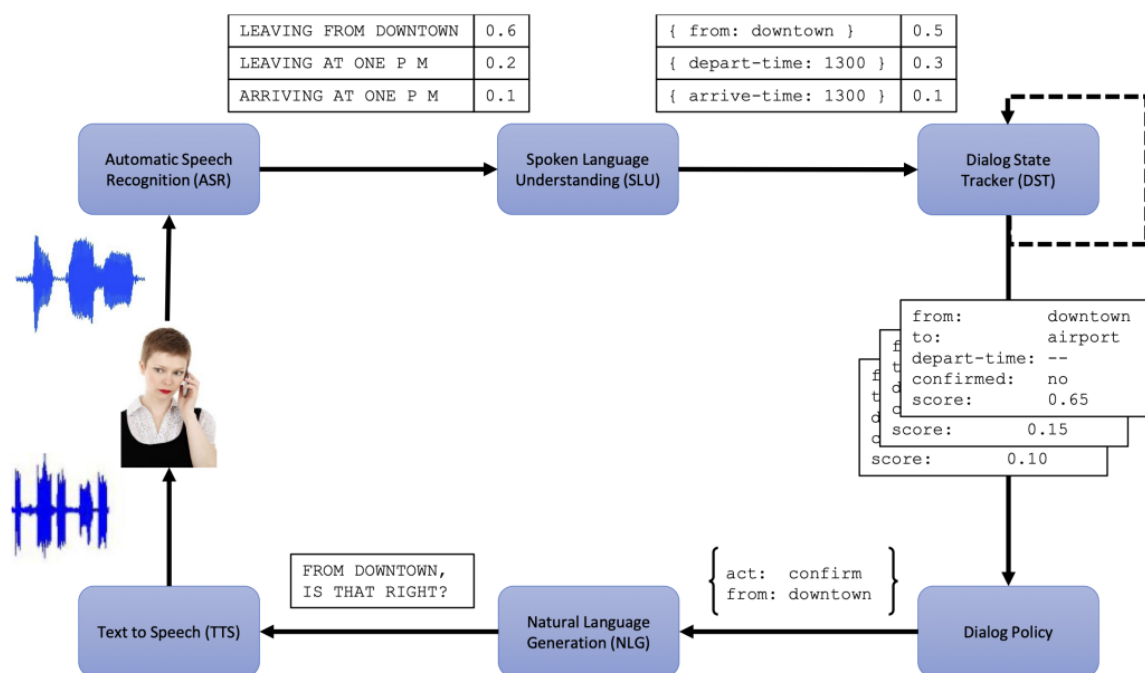 LEAVING FROM DOWNTOWN 0.6
LEAVING AT ONE P M 0.2
ARRIVING AT ONE P M 0.1
{ from: downtown } 0.5
{ depart-time: 1300 } 0.3
{ arrive-time: 1300 } 0.1
Automatic Speech
Recognition (ASR)
Spoken Language
Understanding (SLU)
Dialog State
Tracker (DST)
from: downtown
to: airport
depart-time: --
confirmed: no
score: 0.65
f
t
d
c
score: 0.15
f
t
d
c
score: 0.10
act: confirm
from: downtown
FROM DOWNTOWN,
IS THAT RIGHT?
Text to Speech (TTS)
Natural Language
Generation (NLG)
Dialog Policy